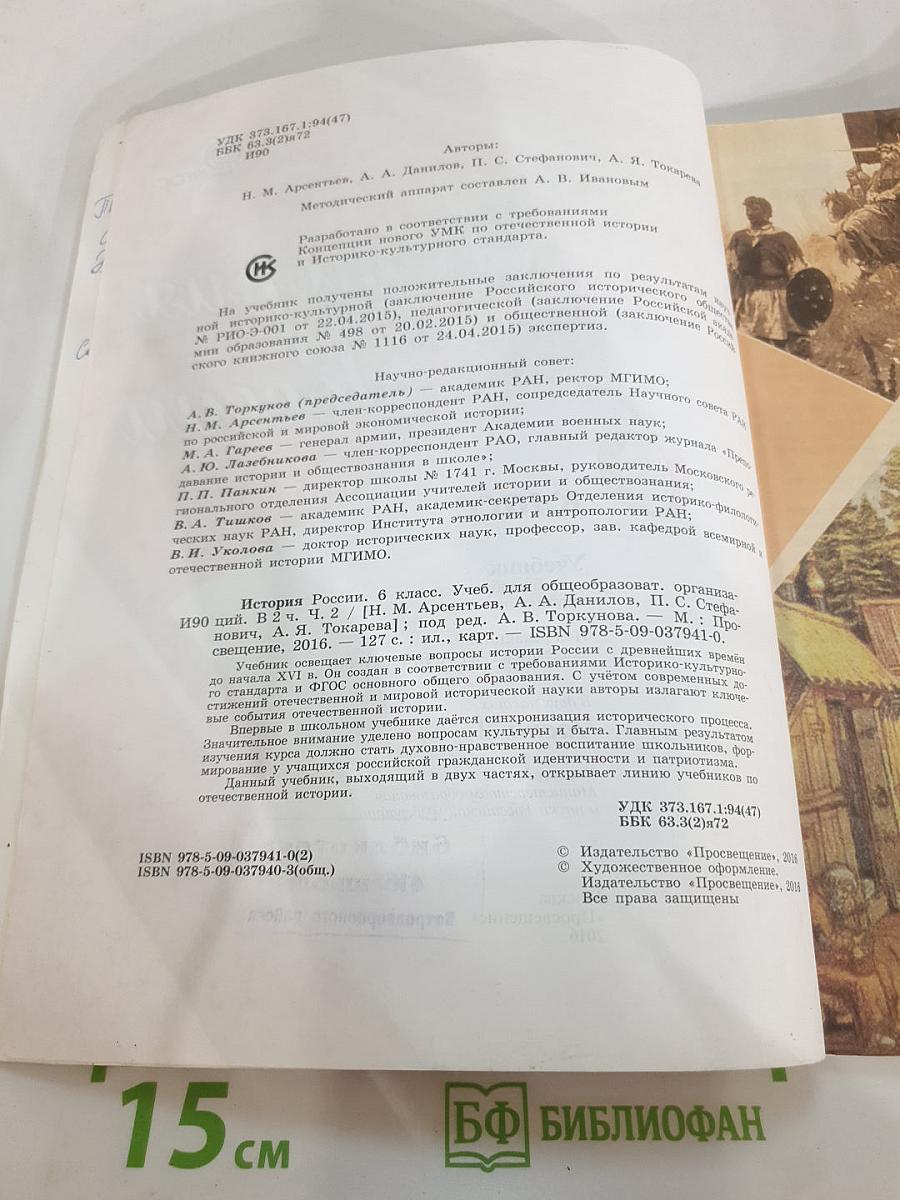 УДК 373.167.1:94(47)
ББК 63.3(2)я72
И90
Авторы:
Н. М. Арсентьев, А. А. Данилов, П. С. Стефанович, А. Я. Токарева
Методический аппарат составлен А. В. Ивановым
Разработано в соответствии с требованиями
Концепции нового УМК по отечественной истории
и Историко-культурного стандарта.
На учебник получены положительные заключения по результатам
ной историко-культурной (заключение Российского исторического общества
№ РИО-Э-001 от 22.04.2015), педагогической (заключение Российской акаде-
мии образования № 498 от 20.02.2015) и общественной (заключение Россий-
ского книжного союза № 1116 от 24.04.2015) экспертиз.
Научно-редакционный совет:
А. В. Торкунов (председатель) — академик РАН, ректор МГИМО;
Н. М. Арсентьев — член-корреспондент РАН, сопредседатель Научного совета РАН
по российской и мировой экономической истории;
М. А. Гареев — генерал армии, президент Академии военных наук;
А. Ю. Лазебникова — член-корреспондент РАО, главный редактор журнала «Препо-
давание истории и обществознания в школе»;
П. П. Панкин — директор школы № 1741 г. Москвы, руководитель Московского ре-
гионального отделения Ассоциации учителей истории и обществознания;
В. А. Тишков — академик РАН, академик-секретарь Отделения историко-филологи-
ческих наук РАН, директор Института этнологии и антропологии РАН;
В. И. Уколова — доктор исторических наук, профессор, зав. кафедрой всемирной и
отечественной истории МГИМО.
История России. 6 класс. Учеб. для общеобразоват. организа-
И90 ций. В 2 ч. Ч. 2 / [Н. М. Арсентьев, А. А. Данилов, П. С. Стефа-
нович, А. Я. Токарева] ; под ред. А. В. Торкунова. — М. : Про-
свещение, 2016. — 127 с. : ил., карт. — ISBN 978-5-09-037941-0.
Учебник освещает ключевые вопросы истории России с древнейших времён
до начала XVI в. Он создан в соответствии с требованиями Историко-культурно-
го стандарта и ФГОС основного общего образования. С учётом современных до-
стижений отечественной и мировой исторической науки авторы излагают ключе-
вые события отечественной истории.
Впервые в школьном учебнике даётся синхронизация исторического процесса.
Значительное внимание уделено вопросам культуры и быта. Главным результатом
изучения курса должно стать духовно-нравственное воспитание школьников, фор-
мирование у учащихся российской гражданской идентичности и патриотизма.
Данный учебник, выходящий в двух частях, открывает линию учебников по
отечественной истории.
УДК 373.167.1:94(47)
ББК 63.3(2)я72
ISBN 978-5-09-037941-0(2)
ISBN 978-5-09-037940-3(общ.)
© Издательство «Просвещение», 2016
© Художественное оформление.
Издательство «Просвещение», 2016
Все права защищены
15 см
БФ БИБЛИОФАН